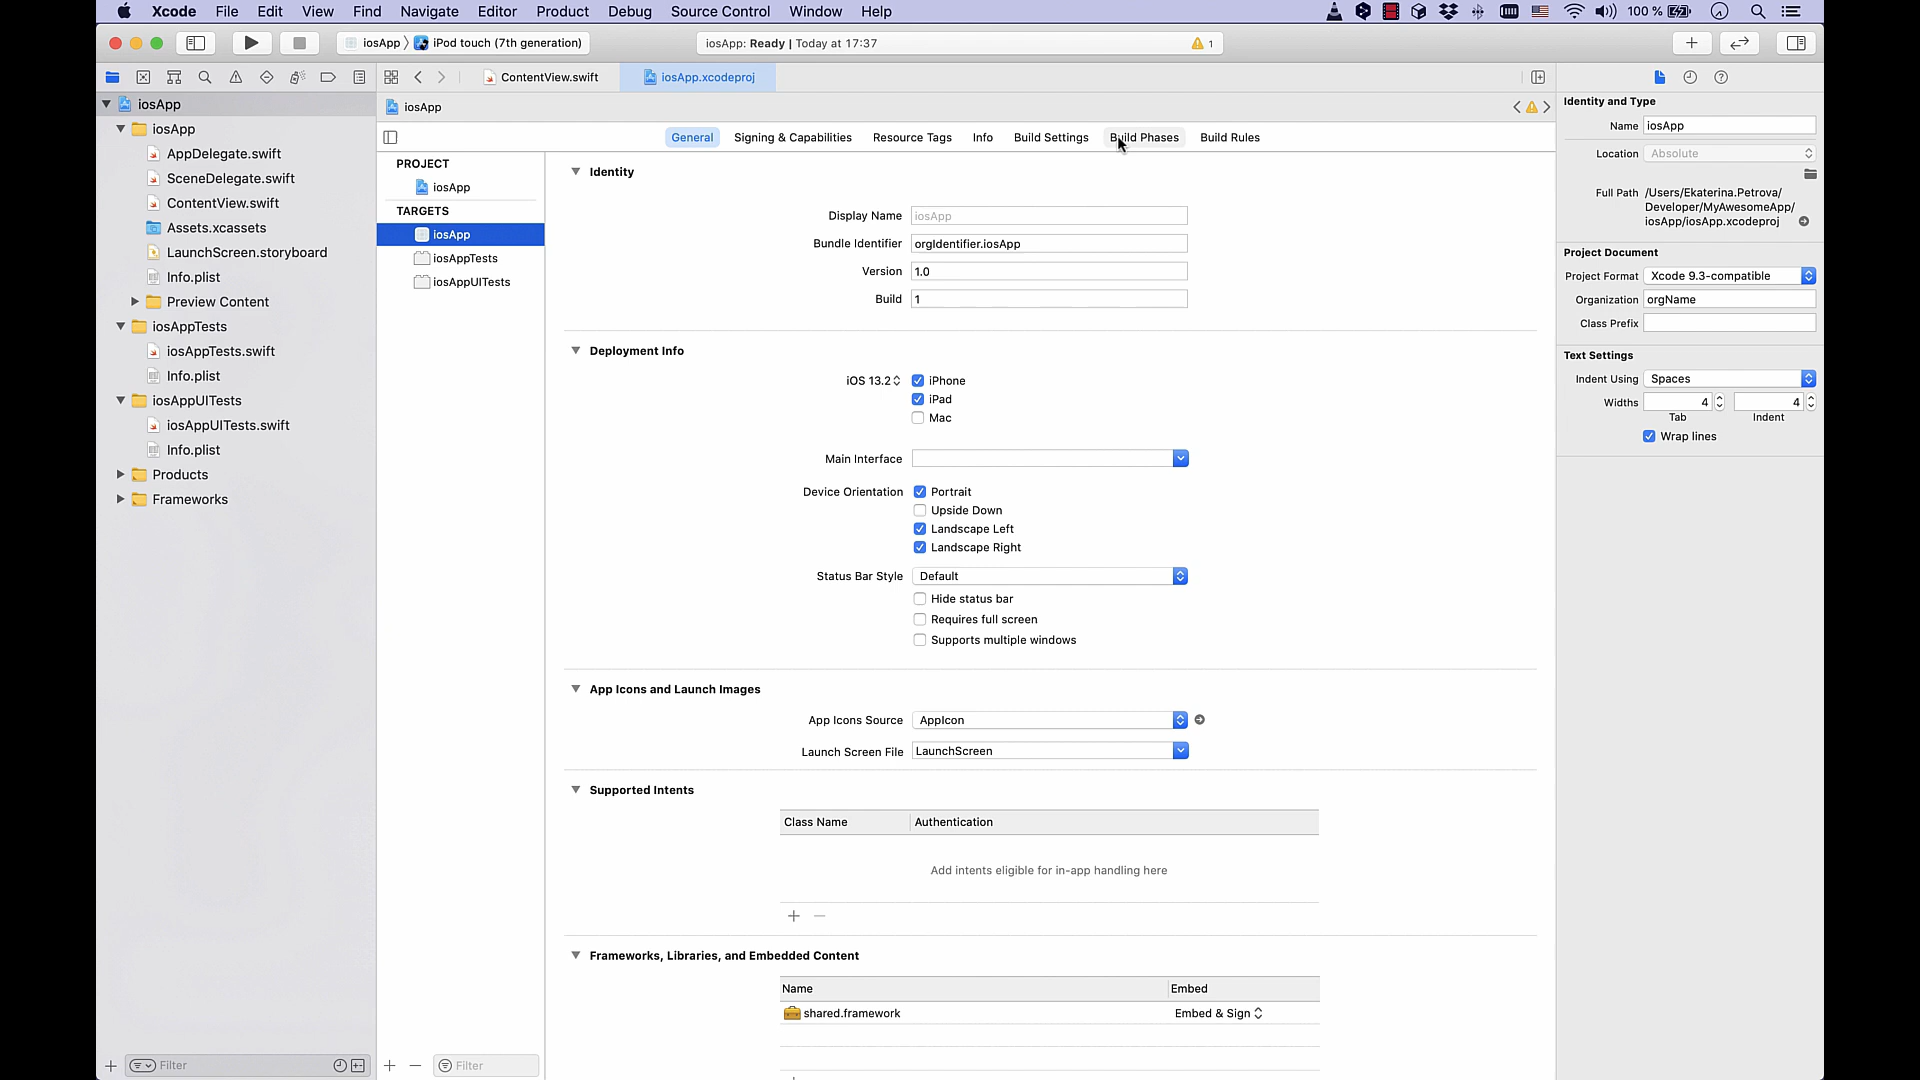 Xcode File Edit View Find Navigate Editor Product Debug Source Control Window Help 100 %
iosApp iPod touch (7th generation) iosApp: Ready | Today at 17:37 1
ContentView.swift iosApp.xcodeproj
iosApp
iosApp
AppDelegate.swift
SceneDelegate.swift
ContentView.swift
Assets.xcassets
LaunchScreen.storyboard
Info.plist
Preview Content
iosAppTests
iosAppTests.swift
Info.plist
iosAppUITests
iosAppUITests.swift
Info.plist
Products
Frameworks
Filter
iosApp
General Signing & Capabilities Resource Tags Info Build Settings Build Phases Build Rules
PROJECT
iosApp
TARGETS
iosApp
iosAppTests
iosAppUITests
Filter
Identity
Display Name iosApp
Bundle Identifier orgIdentifier.iosApp
Version 1.0
Build 1
Deployment Info
iOS 13.2 iPhone
iPad
Mac
Main Interface
Device Orientation Portrait
Upside Down
Landscape Left
Landscape Right
Status Bar Style Default
Hide status bar
Requires full screen
Supports multiple windows
App Icons and Launch Images
App Icons Source AppIcon
Launch Screen File LaunchScreen
Supported Intents
Class Name Authentication
Add intents eligible for in-app handling here
Frameworks, Libraries, and Embedded Content
Name Embed
shared.framework Embed & Sign
Identity and Type
Name iosApp
Location Absolute
Full Path /Users/Ekaterina.Petrova/
Developer/MyAwesomeApp/
iosApp/iosApp.xcodeproj
Project Document
Project Format Xcode 9.3-compatible
Organization orgName
Class Prefix
Text Settings
Indent Using Spaces
Widths 4 4
Tab Indent
Wrap lines